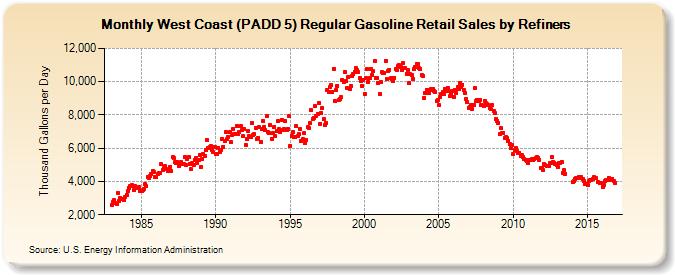 Monthly West Coast (PADD 5) Regular Gasoline Retail Sales by Refiners
Thousand Gallons per Day
12,000
10,000
8,000
6,000
4,000
2,000
1985 1990 1995 2000 2005 2010 2015
Source: U.S. Energy Information Administration